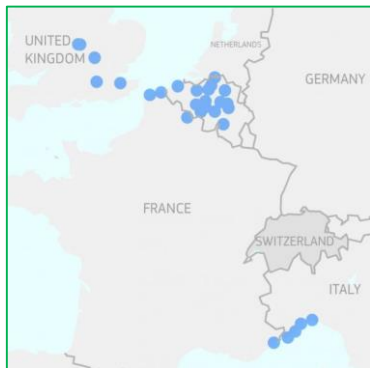 UNITED
KINGDOM
NETHERLANDS
GERMANY
FRANCE
SWITZERLAND
ITALY